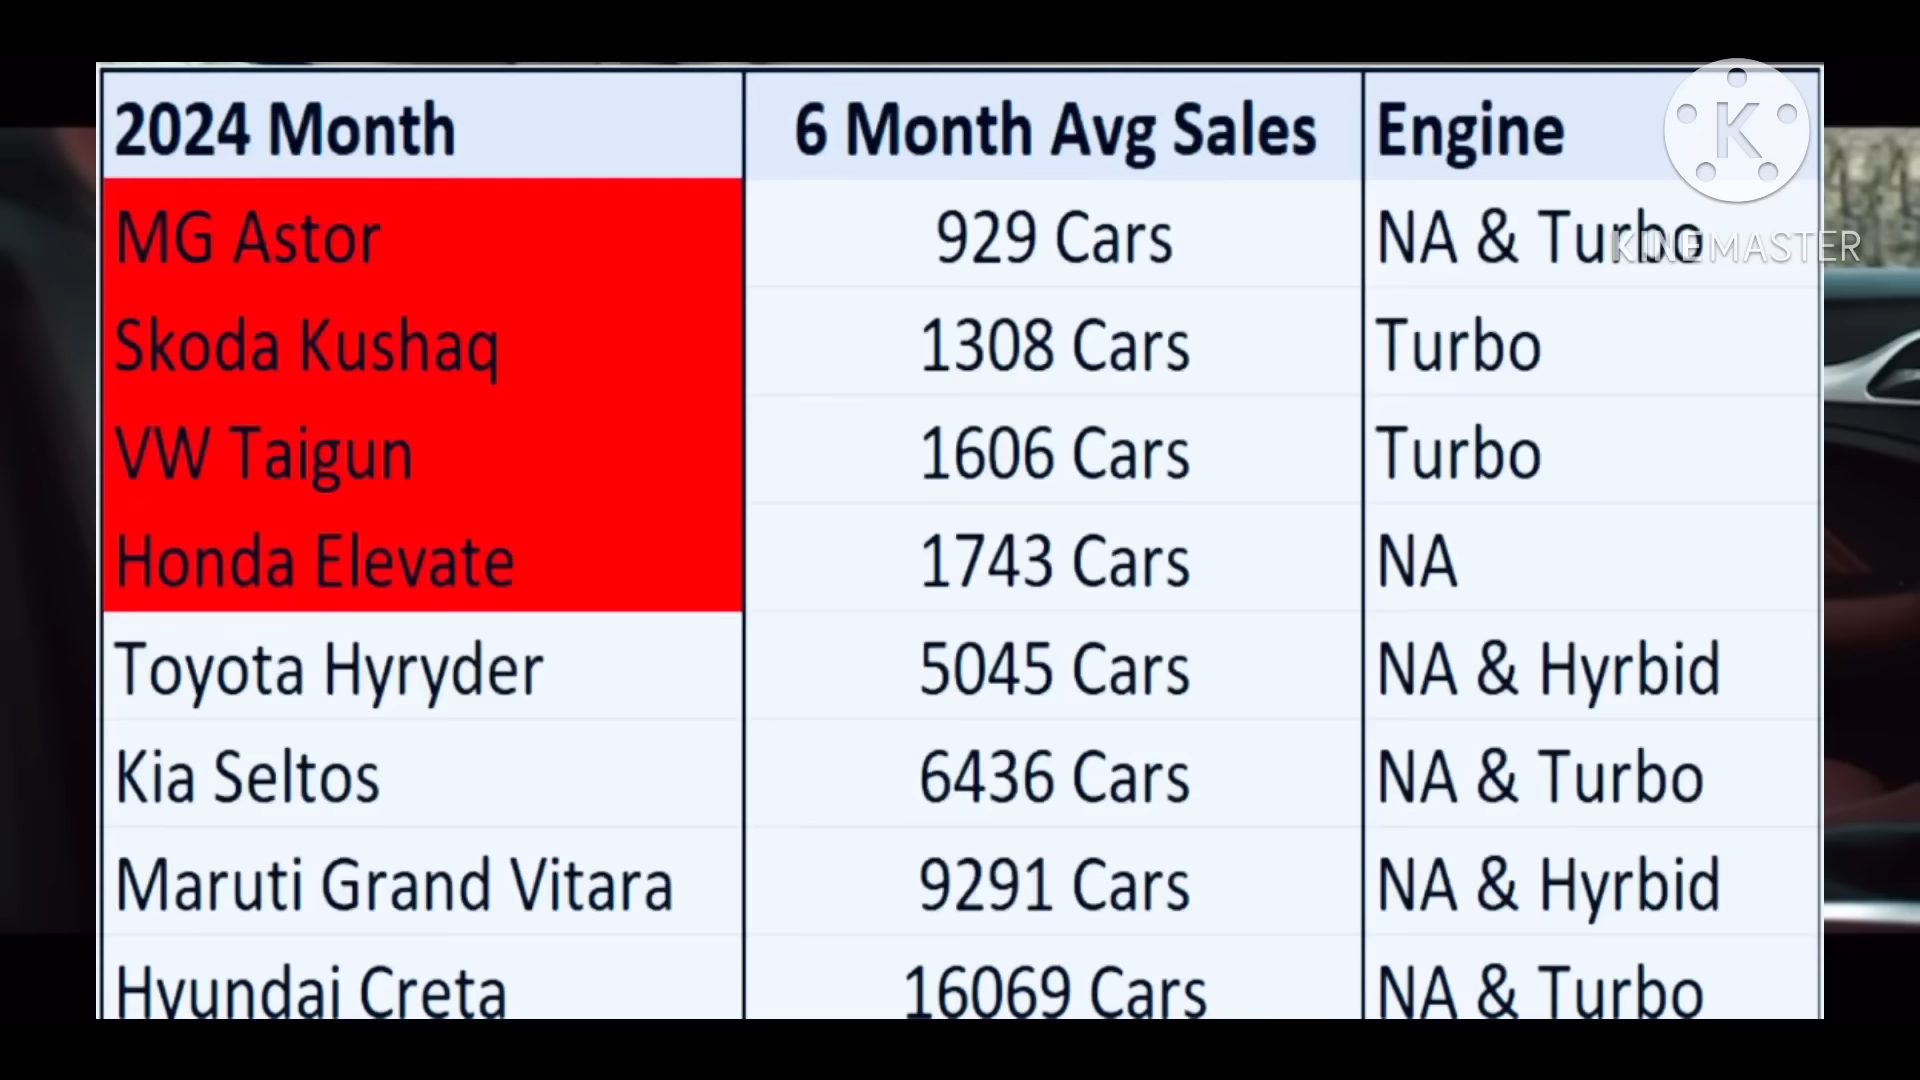 2024 Month 6 Month Avg Sales Engine
MG Astor 929 Cars NA & Turbo
KINEMASTER
Skoda Kushaq 1308 Cars Turbo
VW Taigun 1606 Cars Turbo
Honda Elevate 1743 Cars NA
Toyota Hyryder 5045 Cars NA & Hyrbid
Kia Seltos 6436 Cars NA & Turbo
Maruti Grand Vitara 9291 Cars NA & Hyrbid
Hyundai Creta 16069 Cars NA & Turbo